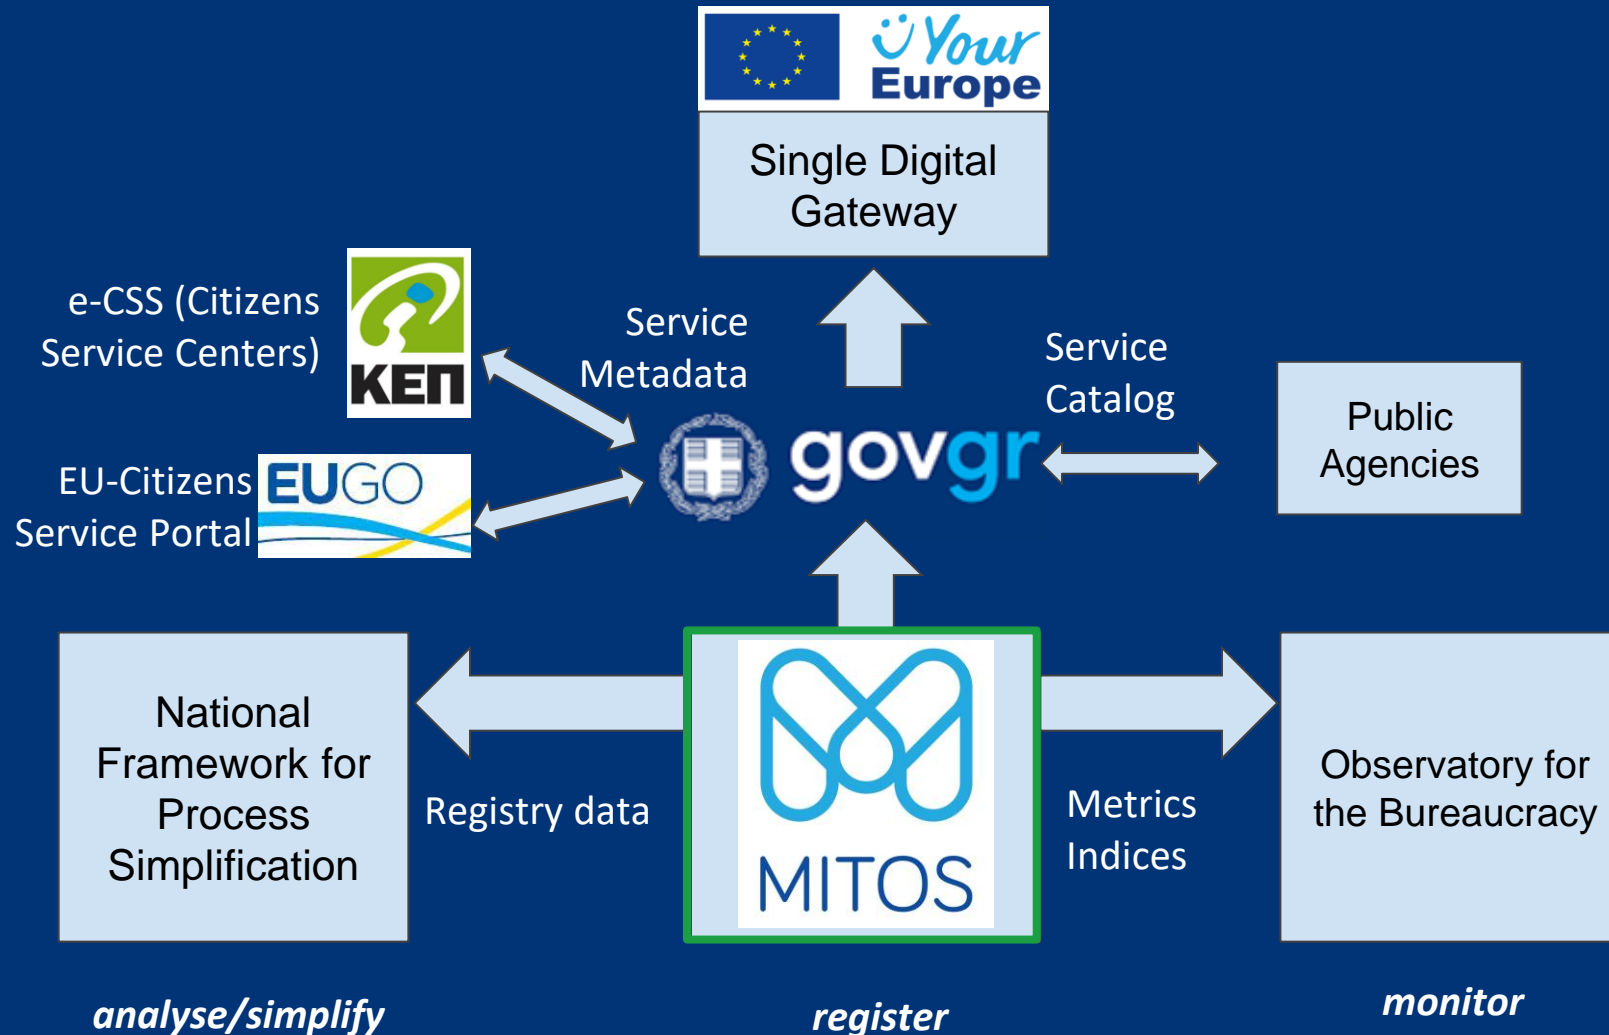 Your
Europe
Single Digital
Gateway
e-CSS (Citizens
Service Centers)
ΚΕΠ
Service
Metadata
Service
Catalog
Public
Agencies
govgr
EU-Citizens
Service Portal
EUGO
National
Framework for
Process
Simplification
Registry data
MITOS
Metrics
Indices
Observatory for
the Bureaucracy
analyse/simplify
register
monitor